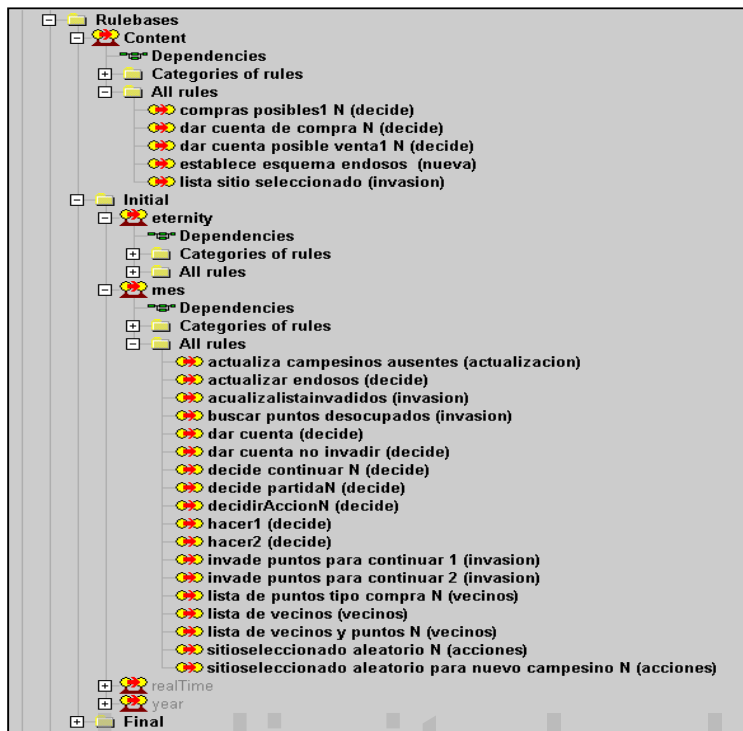 Rulebases
Content
Dependencies
Categories of rules
All rules
compras posibles1 N (decide)
dar cuenta de compra N (decide)
dar cuenta posible venta1 N (decide)
establece esquema endosos (nueva)
lista sitio seleccionado (invasion)
Initial
eternity
Dependencies
Categories of rules
All rules
mes
Dependencies
Categories of rules
All rules
actualiza campesinos ausentes (actualizacion)
actualizar endosos (decide)
acualizalistainvadidos (invasion)
buscar puntos desocupados (invasion)
dar cuenta (decide)
dar cuenta no invadir (decide)
decide continuar N (decide)
decide partidaN (decide)
decidirAccionN (decide)
hacer1 (decide)
hacer2 (decide)
invade puntos para continuar 1 (invasion)
invade puntos para continuar 2 (invasion)
lista de puntos tipo compra N (vecinos)
lista de vecinos (vecinos)
lista de vecinos y puntos N (vecinos)
sitioseleccionado aleatorio N (acciones)
sitioseleccionado aleatorio para nuevo campesino N (acciones)
realTime
year
Final